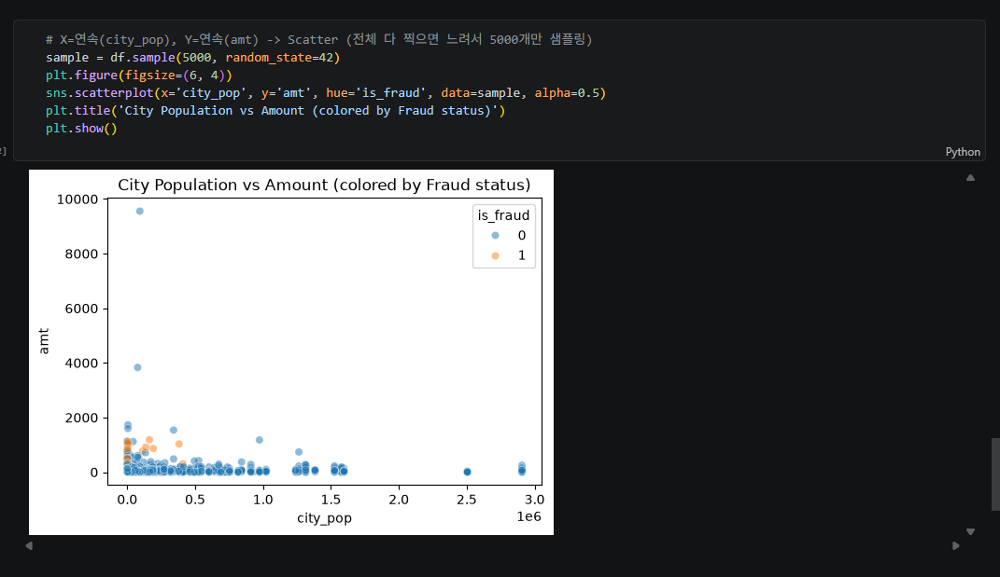 # X=연속(city_pop), Y=연속(amt) -> Scatter (전체 다 찍으면 느려서 5000개만 샘플링)
sample = df.sample(5000, random_state=42)
plt.figure(figsize=(6, 4))
sns.scatterplot(x='city_pop', y='amt', hue='is_fraud', data=sample, alpha=0.5)
plt.title('City Population vs Amount (colored by Fraud status)')
plt.show()
]
Python
City Population vs Amount (colored by Fraud status)
10000
8000
6000
4000
2000
0
amt
is_fraud
0
1
0.0 0.5 1.0 1.5 2.0 2.5 3.0
1e6
city_pop